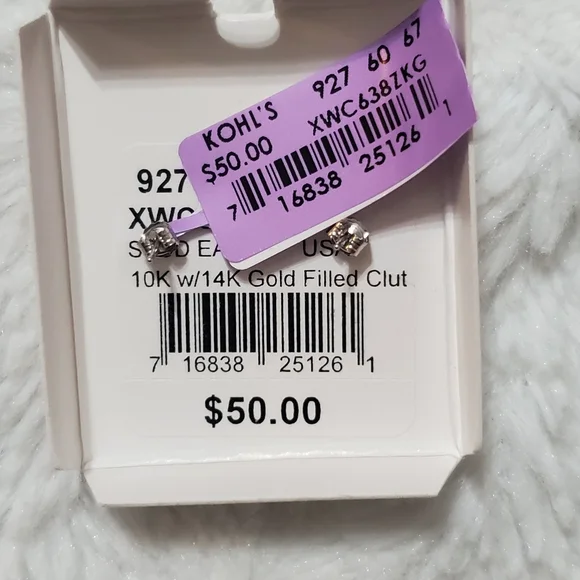 KOHL'S 927 60 67
$50.00 XWC638ZKG
7 16838 25126 1
927
XWC
USA
10K w/14K Gold Filled Clut
7 16838 25126 1
$50.00